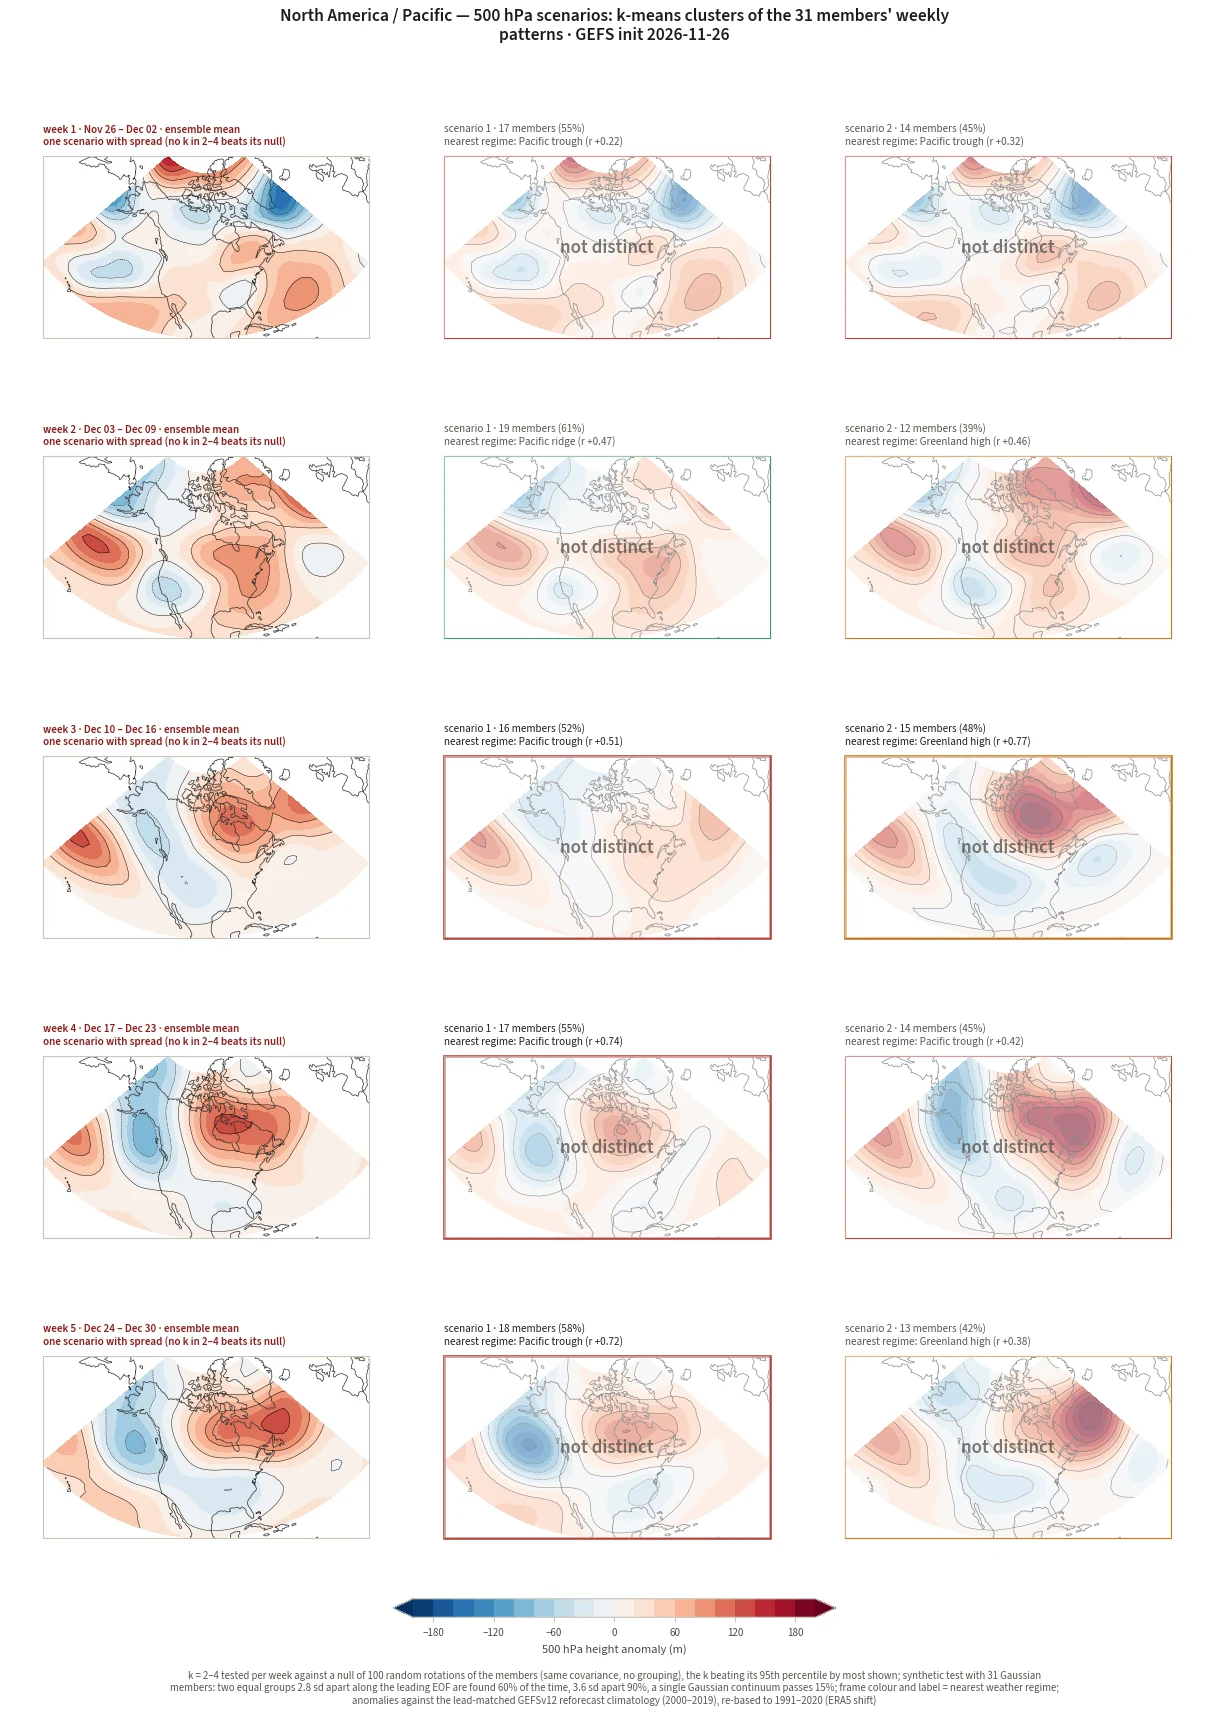 North America / Pacific — 500 hPa scenarios: k-means clusters of the 31 members' weekly
patterns · GEFS init 2026-11-26
week 1 · Nov 26 – Dec 02 · ensemble mean
one scenario with spread (no k in 2–4 beats its null)
scenario 1 · 17 members (55%)
nearest regime: Pacific trough (r +0.22)
not distinct
scenario 2 · 14 members (45%)
nearest regime: Pacific trough (r +0.32)
not distinct
week 2 · Dec 03 – Dec 09 · ensemble mean
one scenario with spread (no k in 2–4 beats its null)
scenario 1 · 19 members (61%)
nearest regime: Pacific ridge (r +0.47)
not distinct
scenario 2 · 12 members (39%)
nearest regime: Greenland high (r +0.46)
not distinct
week 3 · Dec 10 – Dec 16 · ensemble mean
one scenario with spread (no k in 2–4 beats its null)
scenario 1 · 16 members (52%)
nearest regime: Pacific trough (r +0.51)
not distinct
scenario 2 · 15 members (48%)
nearest regime: Greenland high (r +0.77)
not distinct
week 4 · Dec 17 – Dec 23 · ensemble mean
one scenario with spread (no k in 2–4 beats its null)
scenario 1 · 17 members (55%)
nearest regime: Pacific trough (r +0.74)
not distinct
scenario 2 · 14 members (45%)
nearest regime: Pacific trough (r +0.42)
not distinct
week 5 · Dec 24 – Dec 30 · ensemble mean
one scenario with spread (no k in 2–4 beats its null)
scenario 1 · 18 members (58%)
nearest regime: Pacific trough (r +0.72)
not distinct
scenario 2 · 13 members (42%)
nearest regime: Greenland high (r +0.38)
not distinct
−180 −120 −60 0 60 120 180
500 hPa height anomaly (m)
k = 2–4 tested per week against a null of 100 random rotations of the members (same covariance, no grouping), the k beating its 95th percentile by most shown; synthetic test with 31 Gaussian
members: two equal groups 2.8 sd apart along the leading EOF are found 60% of the time, 3.6 sd apart 90%, a single Gaussian continuum passes 15%; frame colour and label = nearest weather regime;
anomalies against the lead-matched GEFSv12 reforecast climatology (2000–2019), re-based to 1991–2020 (ERA5 shift)